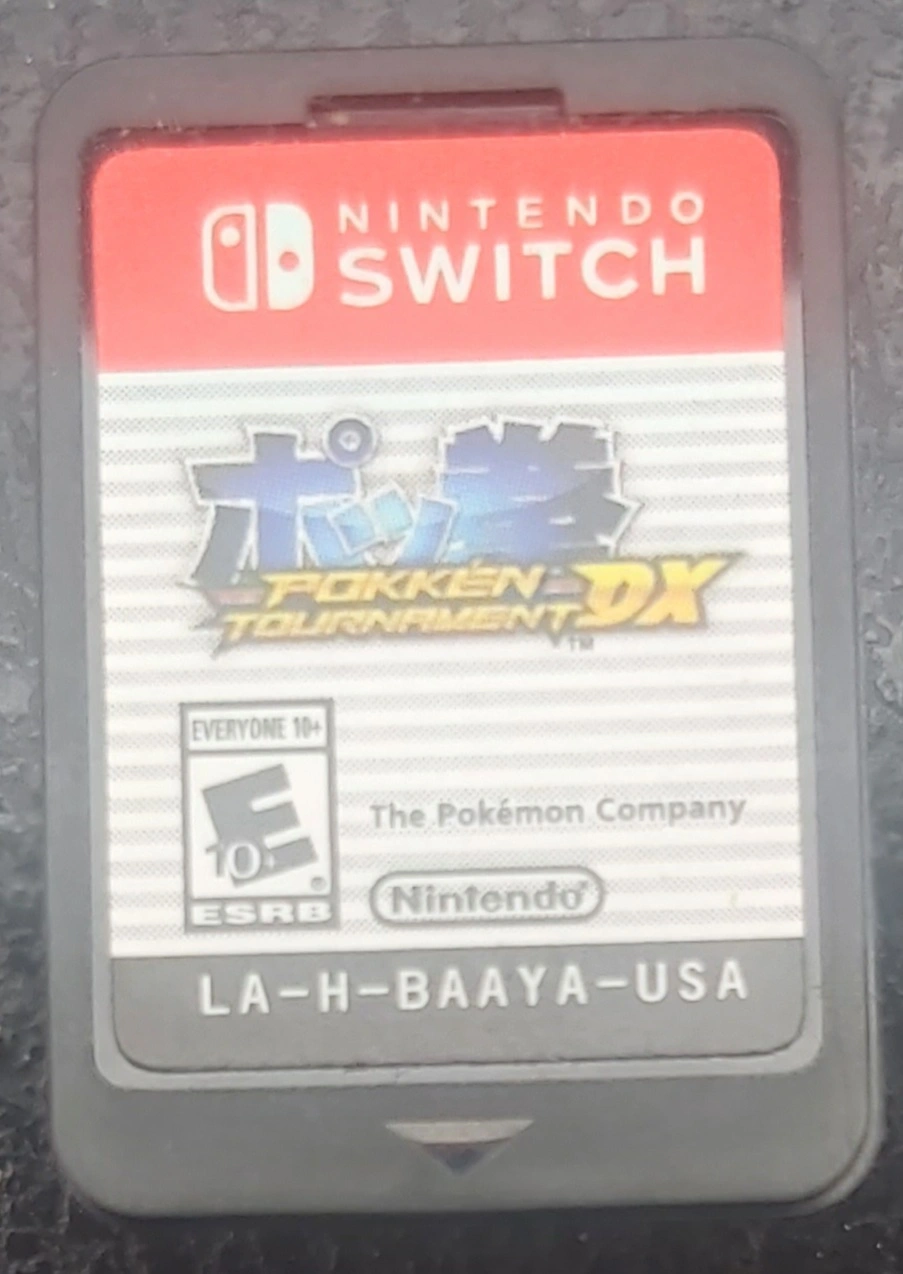 NINTENDO
SWITCH
ポッ拳
POKKÉN
TOURNAMENT DX
TM
EVERYONE 10+
E
10+
®
ESRB
The Pokémon Company
Nintendo®
LA-H-BAAYA-USA